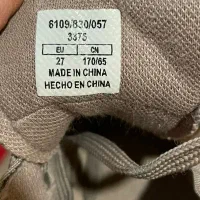 6109/830/057
3375
EU CN
27 170/65
MADE IN CHINA
HECHO EN CHINA